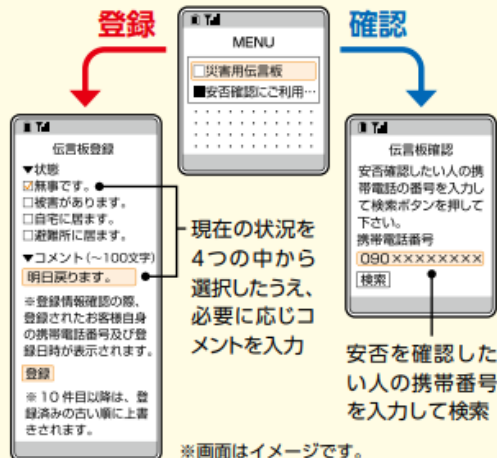 登録
確認
MENU
□災害用伝言板
■安否確認にご利用…
伝言板登録
▼状態
☑無事です。
□被害があります。
□自宅に居ます。
□避難所に居ます。
▼コメント(〜100文字)
明日戻ります。
※登録情報確認の際、
登録されたお客様自身
の携帯電話番号及び登
録日時が表示されます。
登録
※10件目以降は、登
録済みの古い順に上書
きされます。
現在の状況を
4つの中から
選択したうえ、
必要に応じコ
メントを入力
伝言板確認
安否確認したい人の携
帯電話の番号を入力し
て検索ボタンを押して
下さい。
携帯電話番号
090××××××××
検索
安否を確認した
い人の携帯番号
を入力して検索
※画面はイメージです。